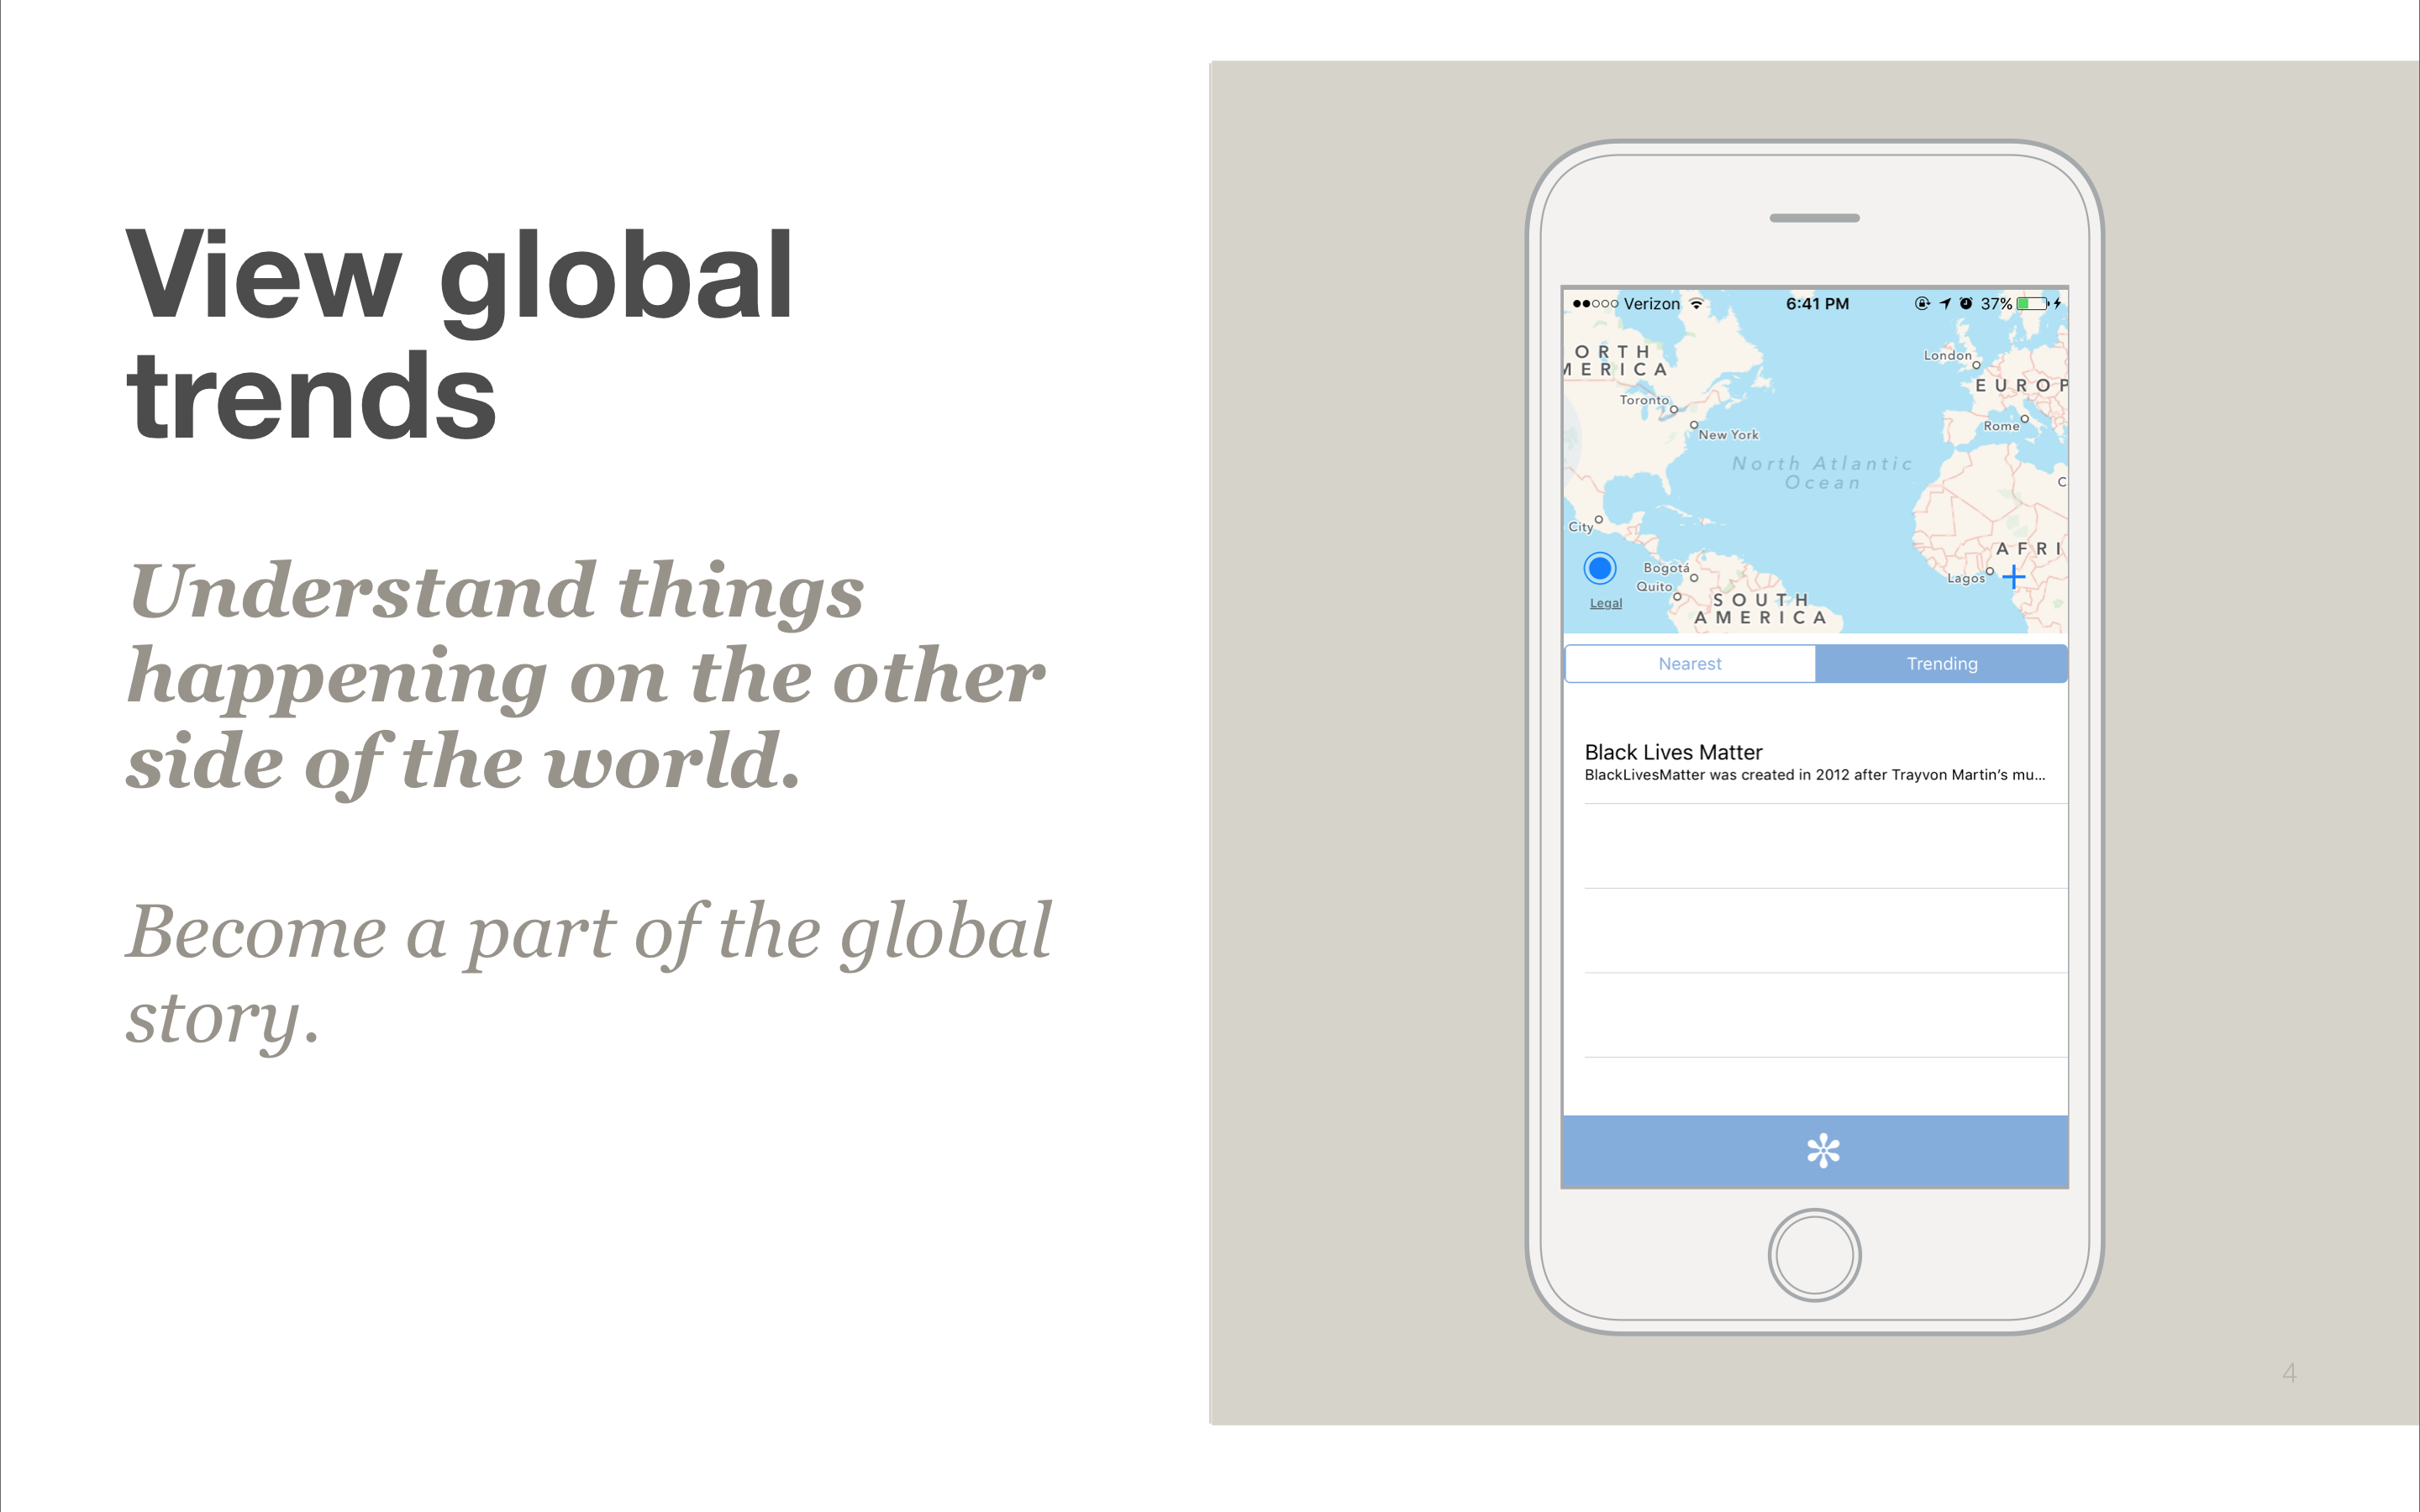 View global
trends
Understand things
happening on the other
side of the world.
Become a part of the global
story.
Verizon 6:41 PM 37%
ORTH
MERICA
London
EUROP
Toronto
New York
Rome
North Atlantic
Ocean
C
City
AFRI
Bogotá
Lagos
Quito
Legal
SOUTH
AMERICA
Nearest Trending
Black Lives Matter
BlackLivesMatter was created in 2012 after Trayvon Martin’s mu...
4